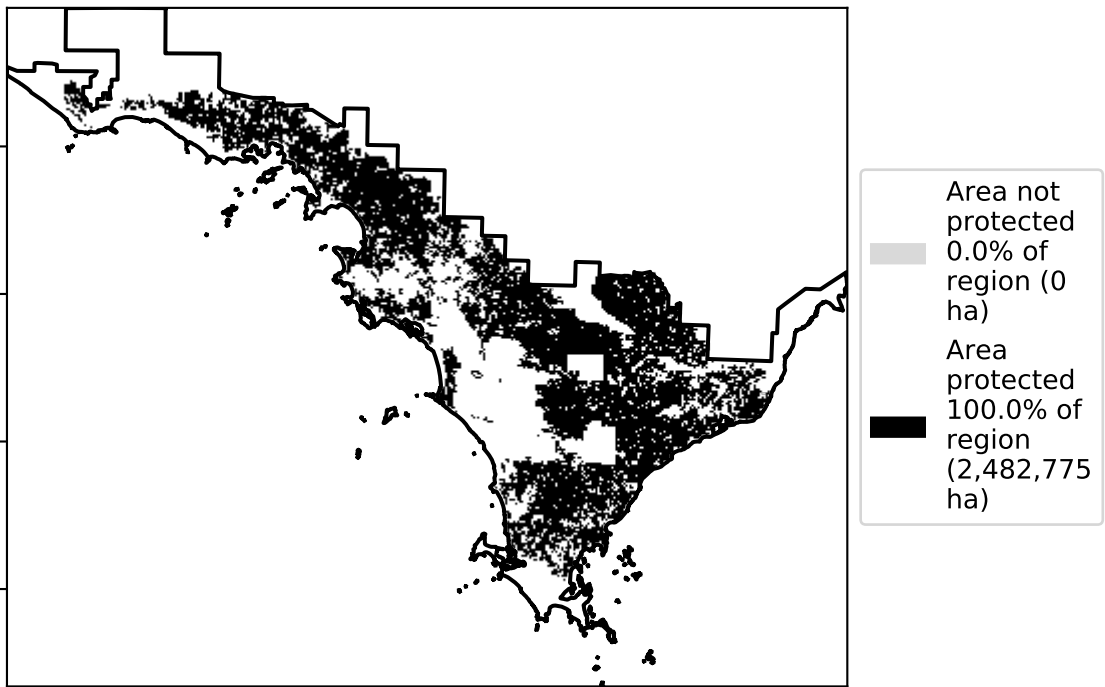 Area not
protected
0.0% of
region (0
ha)
Area
protected
100.0% of
region
(2,482,775
ha)